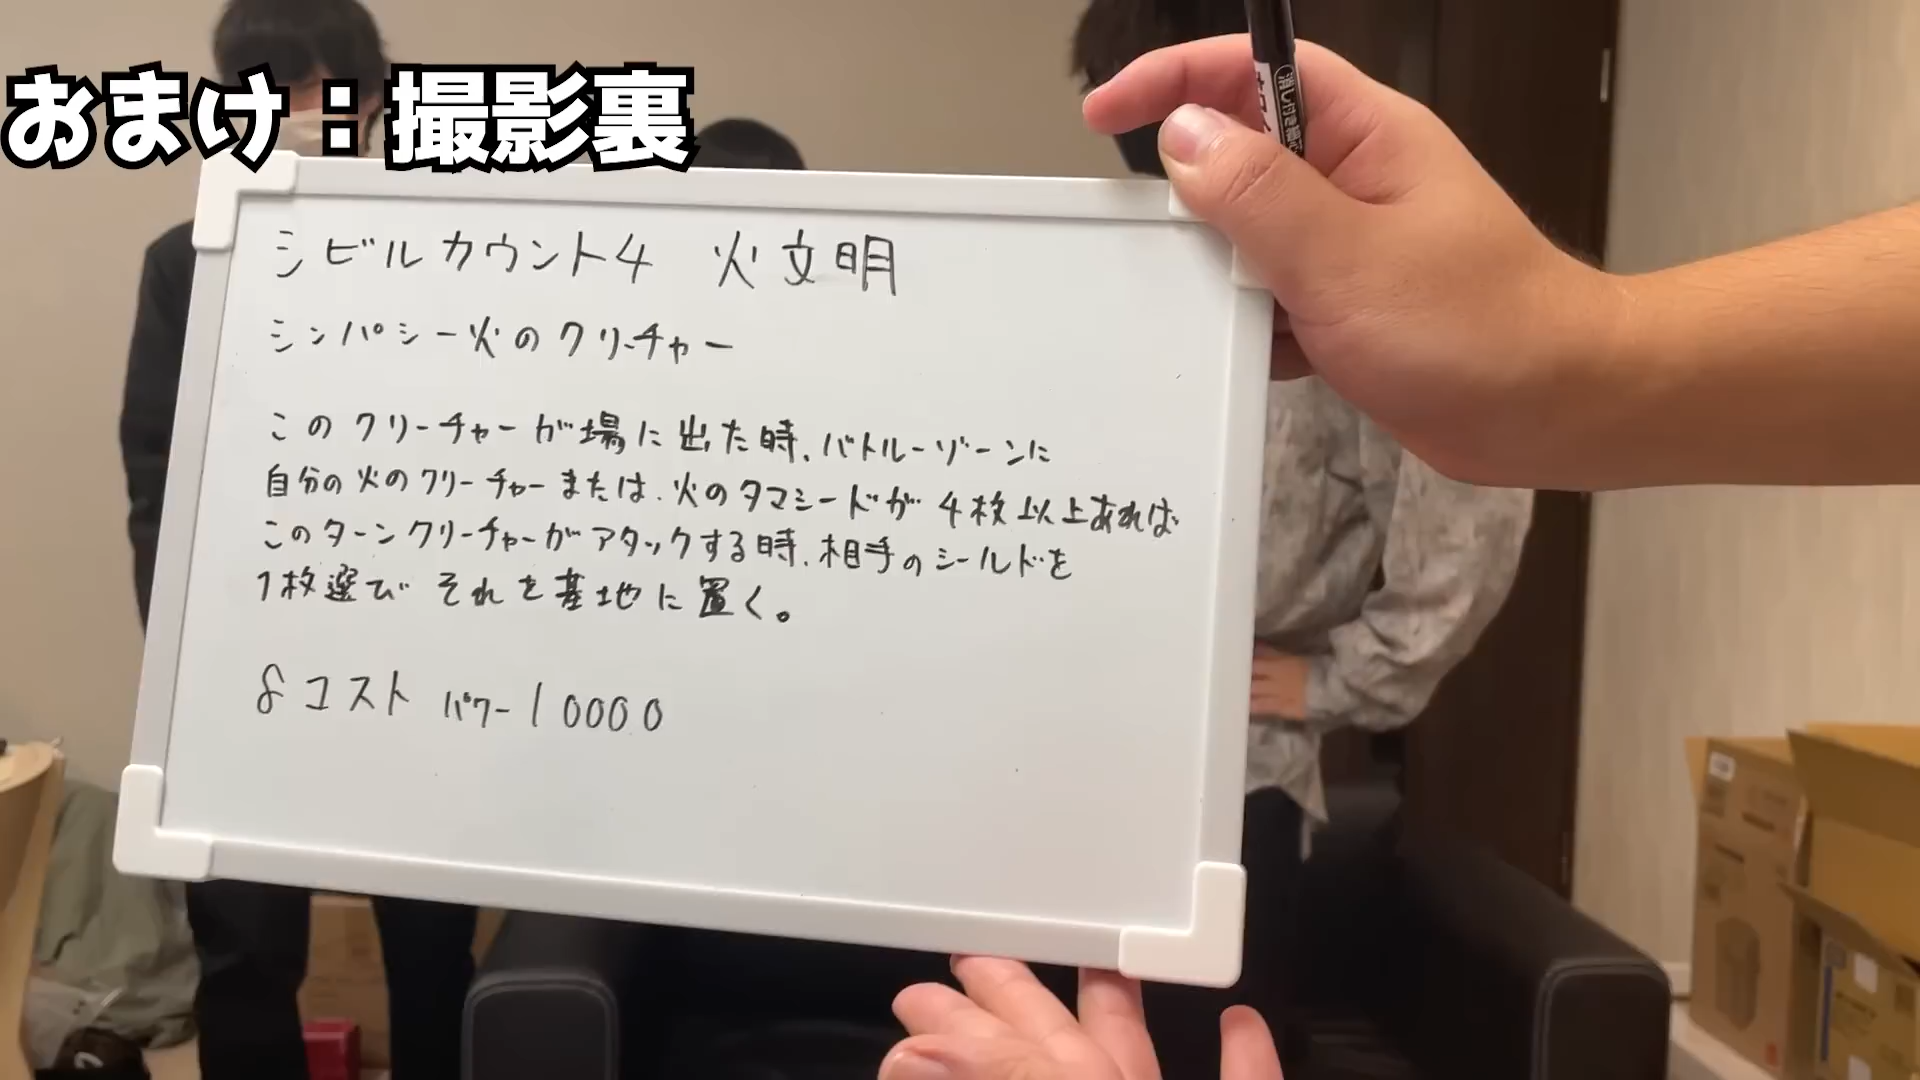 おまけ：撮影裏
シビルカウント4 火文明
シンパシー火のクリーチャー
このクリーチャーが場に出た時、バトルーゾーンに
自分の火のクリーチャーまたは、火のタマシードが4枚以上あれば
このターンクリーチャーがアタックする時、相手のシールドを
1枚選び それを基地に置く。
8コスト パワー10000